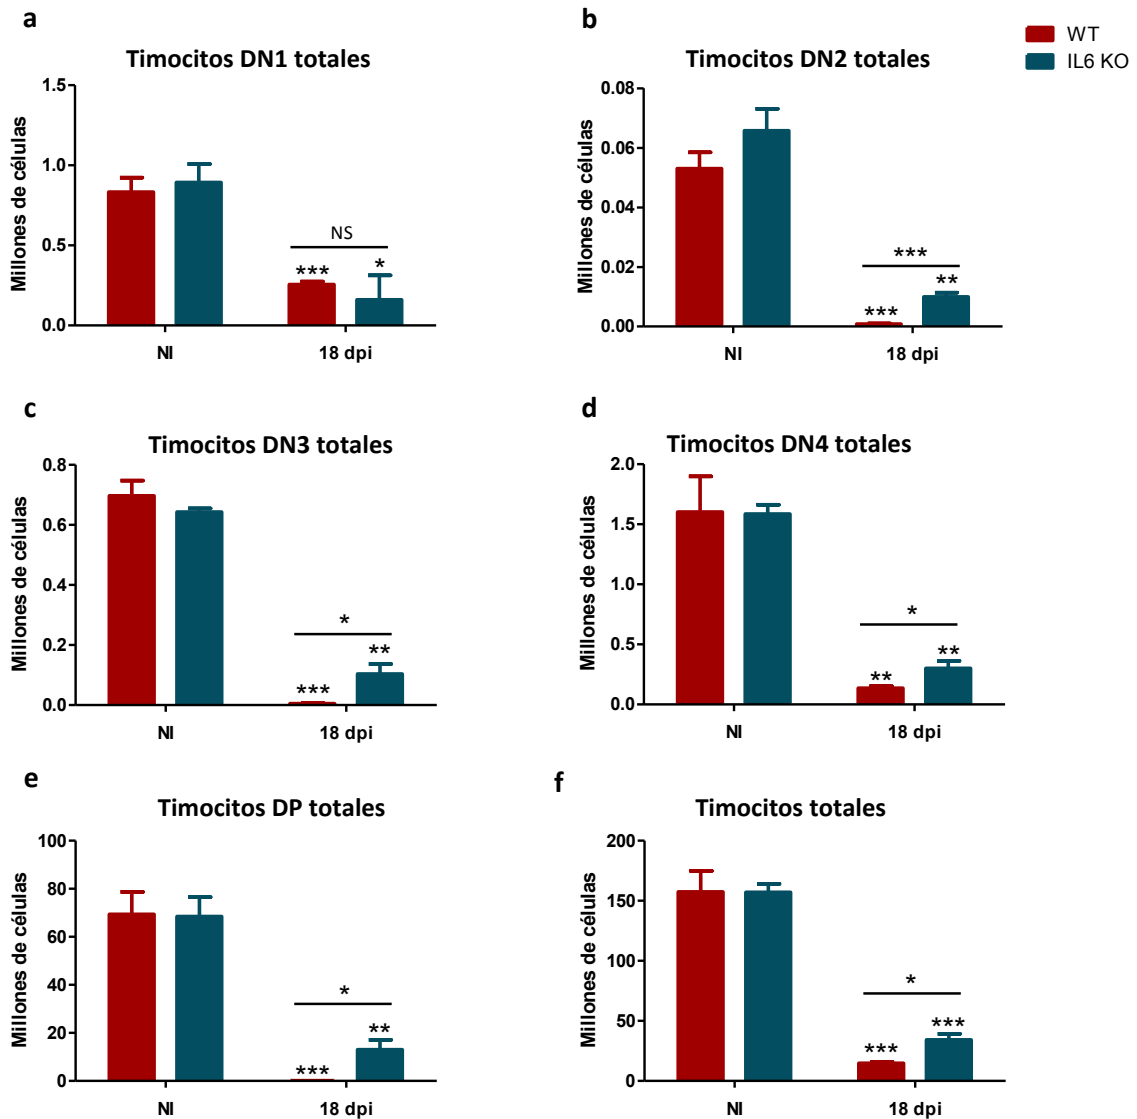 a
Timocitos DN1 totales
Millones de células
1.5
1.0
0.5
0.0
NS
***
*
NI
18 dpi
b
Timocitos DN2 totales
WT
IL6 KO
Millones de células
0.08
0.06
0.04
0.02
0.00
***
***
**
NI
18 dpi
c
Timocitos DN3 totales
Millones de células
0.8
0.6
0.4
0.2
0.0
*
***
**
NI
18 dpi
d
Timocitos DN4 totales
Millones de células
2.0
1.5
1.0
0.5
0.0
*
**
**
NI
18 dpi
e
Timocitos DP totales
Millones de células
100
80
60
40
20
0
*
***
**
NI
18 dpi
f
Timocitos totales
Millones de células
200
150
100
50
0
*
***
***
NI
18 dpi